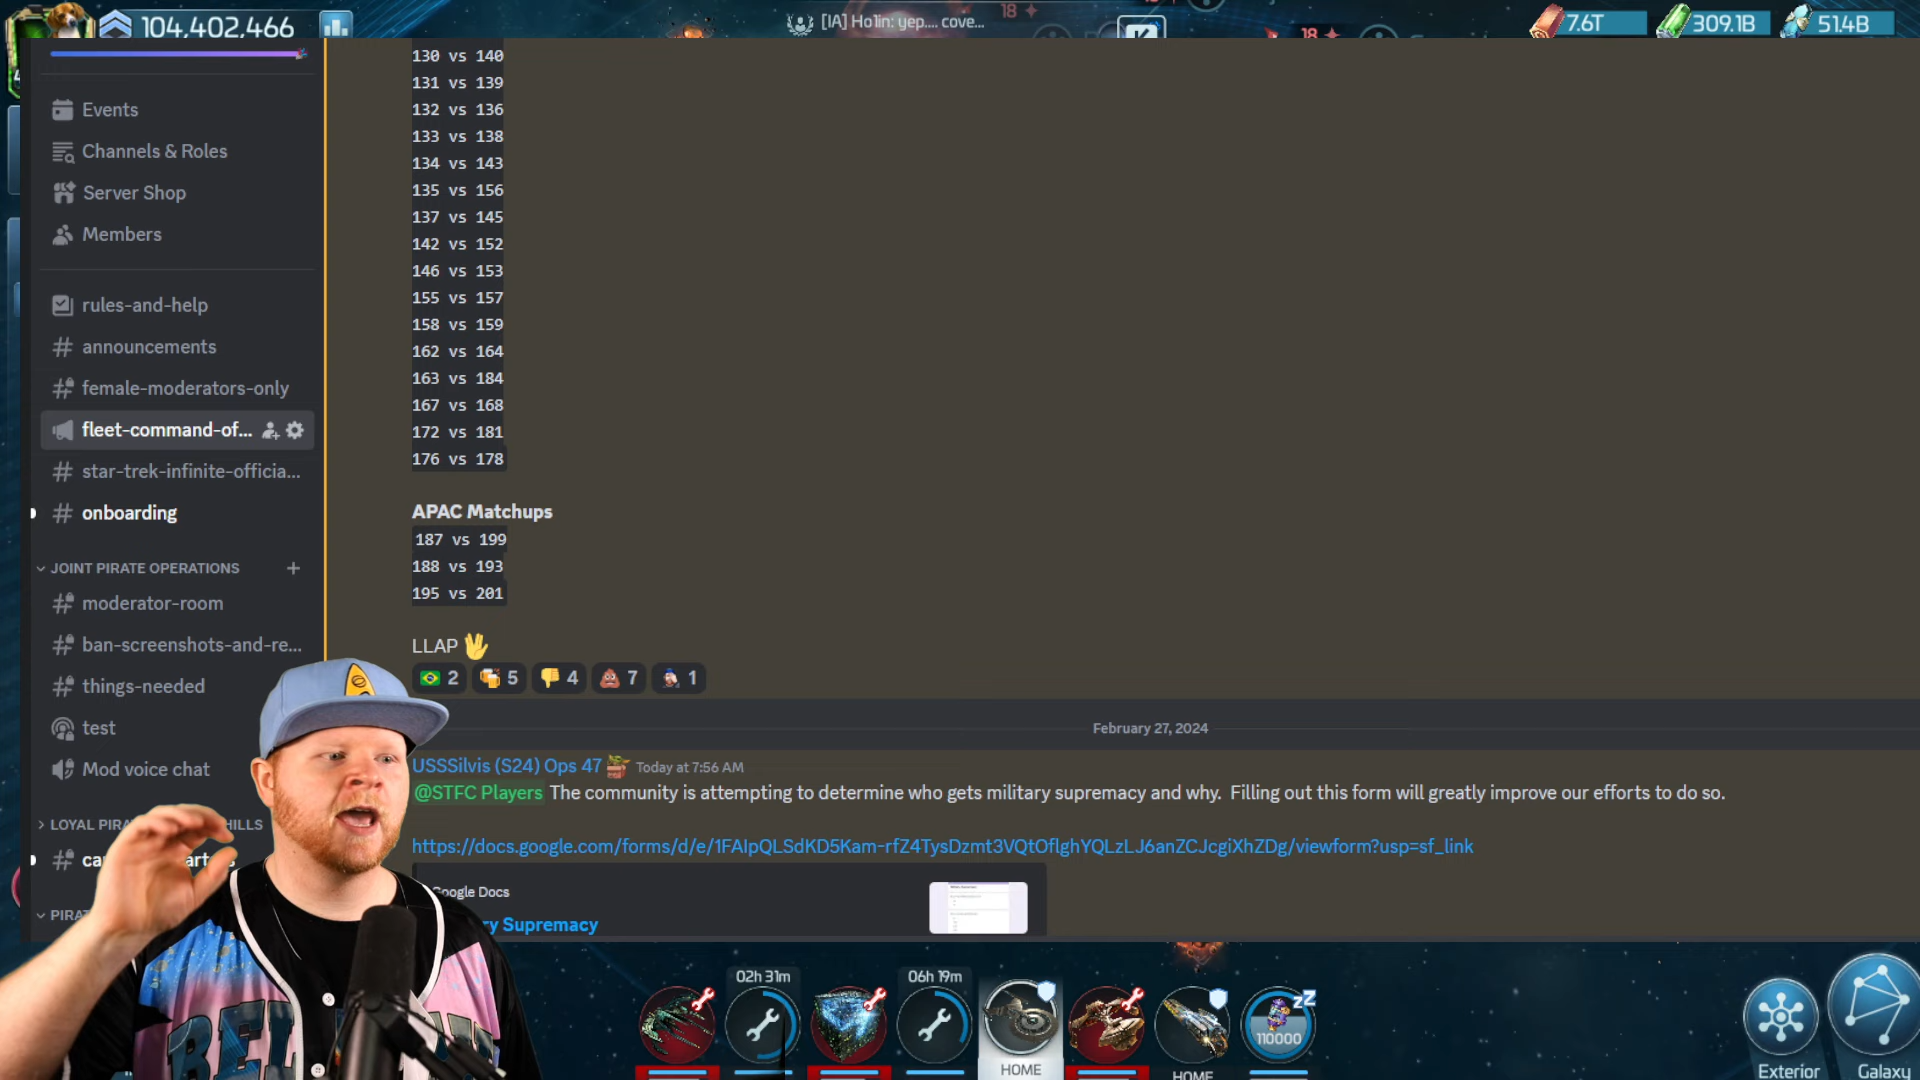 104,402,466
[IA] Ho1in: yep.... cove...
18
18
7.6T
309.1B
51.4B
Events
Channels & Roles
Server Shop
Members
rules-and-help
announcements
female-moderators-only
fleet-command-of...
star-trek-infinite-officia...
onboarding
JOINT PIRATE OPERATIONS
moderator-room
ban-screenshots-and-re...
things-needed
test
Mod voice chat
130 vs 140
131 vs 139
132 vs 136
133 vs 138
134 vs 143
135 vs 156
137 vs 145
142 vs 152
146 vs 153
155 vs 157
158 vs 159
162 vs 164
163 vs 184
167 vs 168
172 vs 181
176 vs 178
APAC Matchups
187 vs 199
188 vs 193
195 vs 201
LLAP 🖖
2 5 4 7 1
February 27, 2024
USSSilvis (S24) Ops 47 Today at 7:56 AM
@STFC Players The community is attempting to determine who gets military supremacy and why. Filling out this form will greatly improve our efforts to do so.
https://docs.google.com/forms/d/e/1FAIpQLSdKD5Kam-rfZ4TysDzmt3VQtOflghYQLzLJ6anZCJcgiXhZDg/viewform?usp=sf_link
Google Docs
Supremacy
02h 31m
06h 19m
zZ
110000
HOME
HOME
Exterior
Galaxy